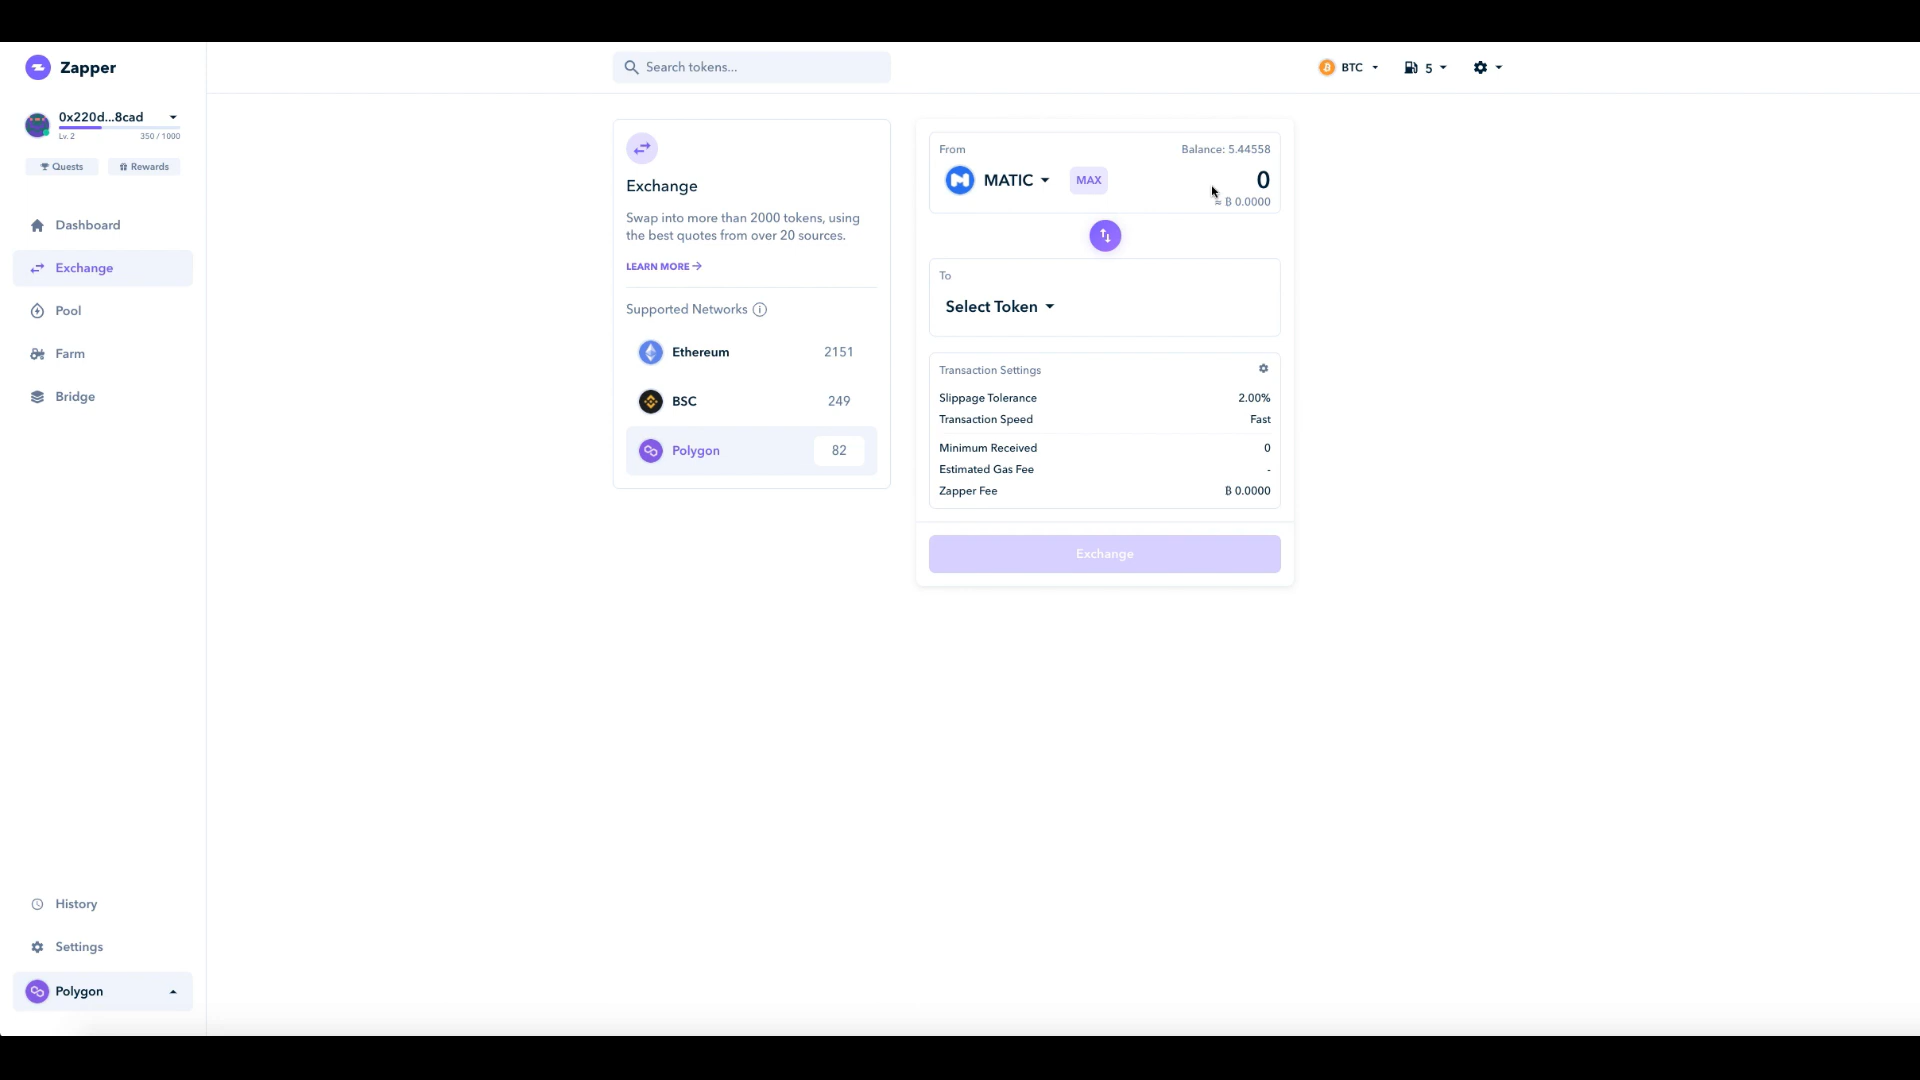 Zapper
Search tokens...
BTC
5
0x220d...8cad
Lv. 2
350 / 1000
Quests
Rewards
Dashboard
Exchange
Pool
Farm
Bridge
History
Settings
Polygon
Exchange
Swap into more than 2000 tokens, using
the best quotes from over 20 sources.
LEARN MORE →
Supported Networks
Ethereum 2151
BSC 249
Polygon 82
From Balance: 5.44558
MATIC MAX 0
≈ ₿ 0.0000
To
Select Token
Transaction Settings
Slippage Tolerance 2.00%
Transaction Speed Fast
Minimum Received 0
Estimated Gas Fee -
Zapper Fee ₿ 0.0000
Exchange